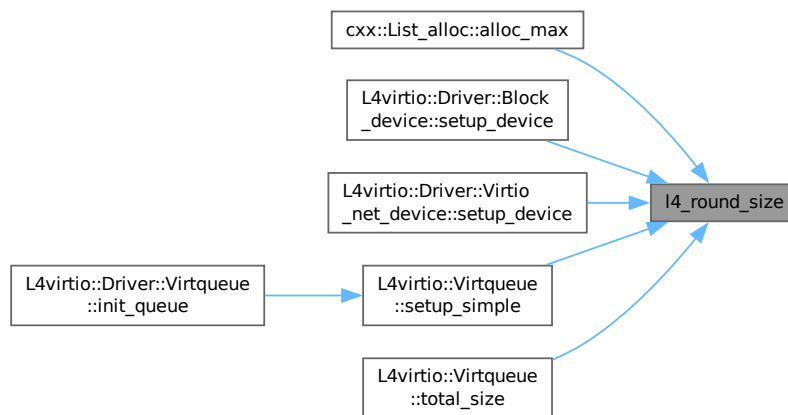 cxx::List_alloc::alloc_max
L4virtio::Driver::Block
_device::setup_device
L4virtio::Driver::Virtio
_net_device::setup_device
l4_round_size
L4virtio::Driver::Virtqueue
::init_queue
L4virtio::Virtqueue
::setup_simple
L4virtio::Virtqueue
::total_size